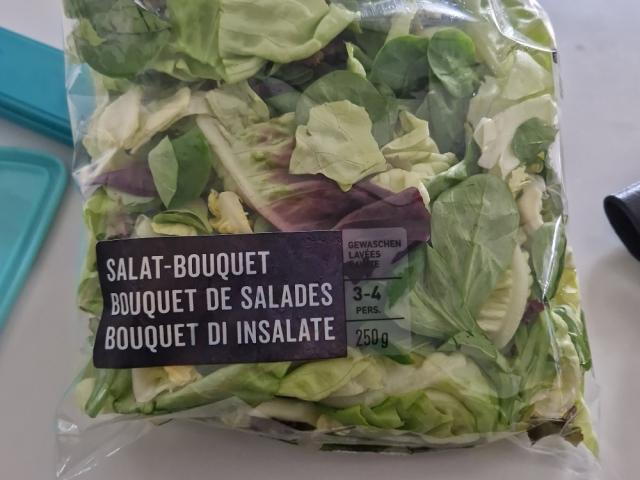 SALAT-BOUQUET
BOUQUET DE SALADES
BOUQUET DI INSALATE
GEWASCHEN
LAVÉES
3-4
PERS.
250g